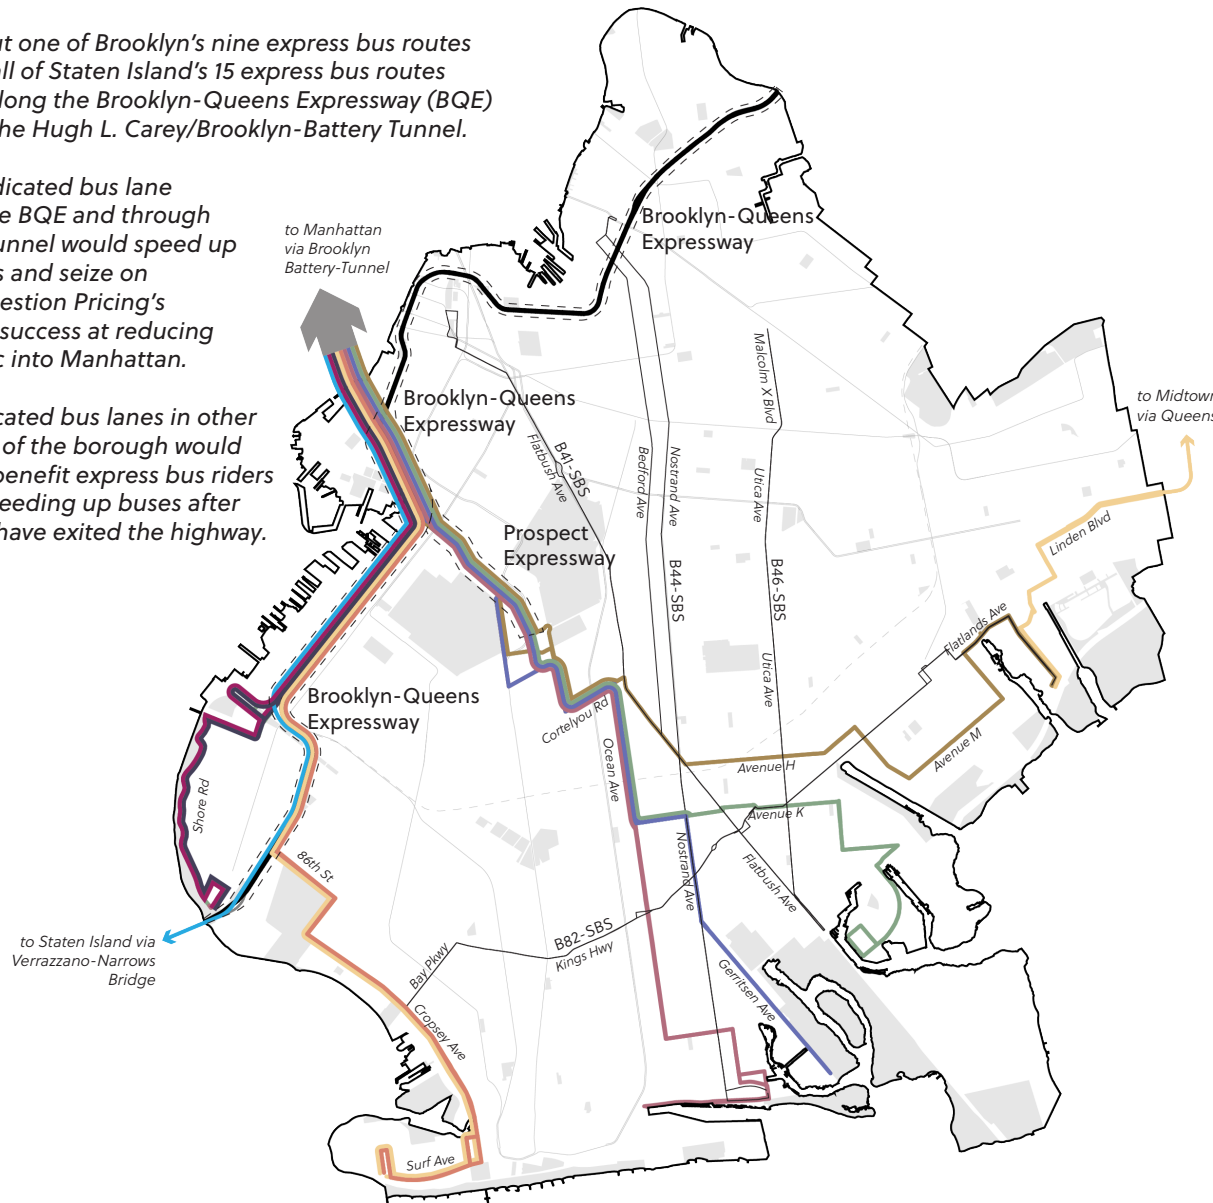 one of Brooklyn's nine express bus routes
all of Staten Island's 15 express bus routes
along the Brooklyn-Queens Expressway (BQE)
the Hugh L. Carey/Brooklyn-Battery Tunnel.
dicated bus lane
e BQE and through
unnel would speed up
s and seize on
estion Pricing's
success at reducing
c into Manhattan.
cated bus lanes in other
of the borough would
benefit express bus riders
eeding up buses after
have exited the highway.
to Manhattan
via Brooklyn
Battery-Tunnel
Brooklyn-Queens
Expressway
Brooklyn-Queens
Expressway
Prospect
Expressway
Brooklyn-Queens
Expressway
to Midtown
via Queens
to Staten Island via
Verrazzano-Narrows
Bridge
B41-SBS
Flatbush Ave
Bedford Ave
Nostrand Ave
B44-SBS
Malcolm X Blvd
Utica Ave
B46-SBS
Utica Ave
Linden Blvd
Flatlands Ave
Cortelyou Rd
Ocean Ave
Avenue H
Avenue M
Avenue K
Shore Rd
86th St
Nostrand Ave
Flatbush Ave
B82-SBS
Kings Hwy
Bay Pkwy
Cropsey Ave
Gerritsen Ave
Surf Ave